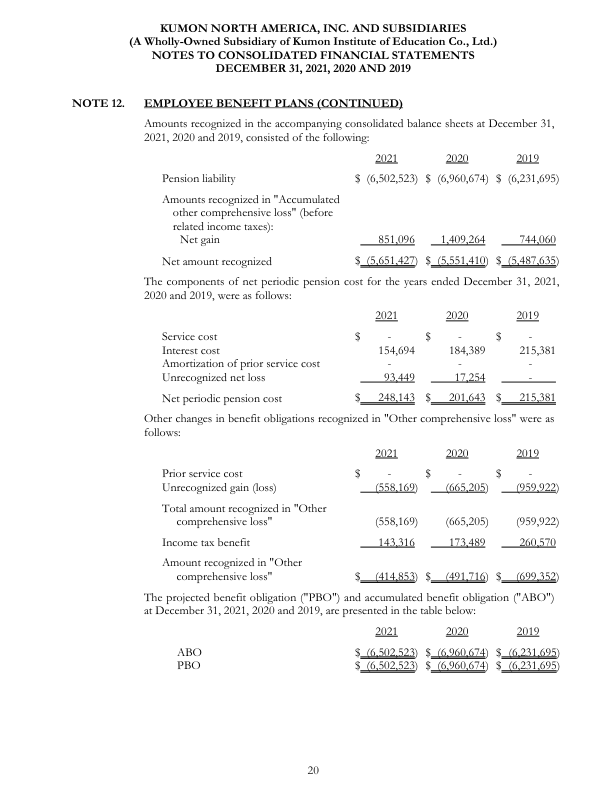 KUMON NORTH AMERICA, INC. AND SUBSIDIARIES
(A Wholly-Owned Subsidiary of Kumon Institute of Education Co., Ltd.)
NOTES TO CONSOLIDATED FINANCIAL STATEMENTS
DECEMBER 31, 2021, 2020 AND 2019
NOTE 12. EMPLOYEE BENEFIT PLANS (CONTINUED)
Amounts recognized in the accompanying consolidated balance sheets at December 31,
2021, 2020 and 2019, consisted of the following:
2021 2020 2019
Pension liability $ (6,502,523) $ (6,960,674) $ (6,231,695)
Amounts recognized in "Accumulated
other comprehensive loss" (before
related income taxes):
Net gain 851,096 1,409,264 744,060
Net amount recognized $ (5,651,427) $ (5,551,410) $ (5,487,635)
The components of net periodic pension cost for the years ended December 31, 2021,
2020 and 2019, were as follows:
2021 2020 2019
Service cost $ - $ - $ -
Interest cost 154,694 184,389 215,381
Amortization of prior service cost - - -
Unrecognized net loss 93,449 17,254 -
Net periodic pension cost $ 248,143 $ 201,643 $ 215,381
Other changes in benefit obligations recognized in "Other comprehensive loss" were as
follows:
2021 2020 2019
Prior service cost $ - $ - $ -
Unrecognized gain (loss) (558,169) (665,205) (959,922)
Total amount recognized in "Other
comprehensive loss" (558,169) (665,205) (959,922)
Income tax benefit 143,316 173,489 260,570
Amount recognized in "Other
comprehensive loss" $ (414,853) $ (491,716) $ (699,352)
The projected benefit obligation ("PBO") and accumulated benefit obligation ("ABO")
at December 31, 2021, 2020 and 2019, are presented in the table below:
2021 2020 2019
ABO $ (6,502,523) $ (6,960,674) $ (6,231,695)
PBO $ (6,502,523) $ (6,960,674) $ (6,231,695)
20